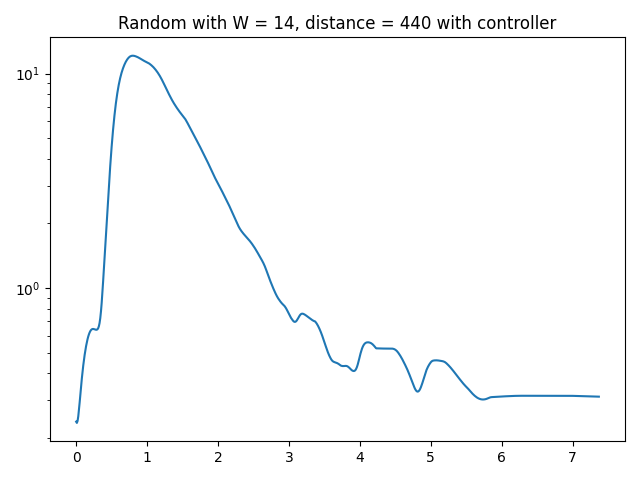 Random with W = 14, distance = 440 with controller
10¹
10⁰
0 1 2 3 4 5 6 7